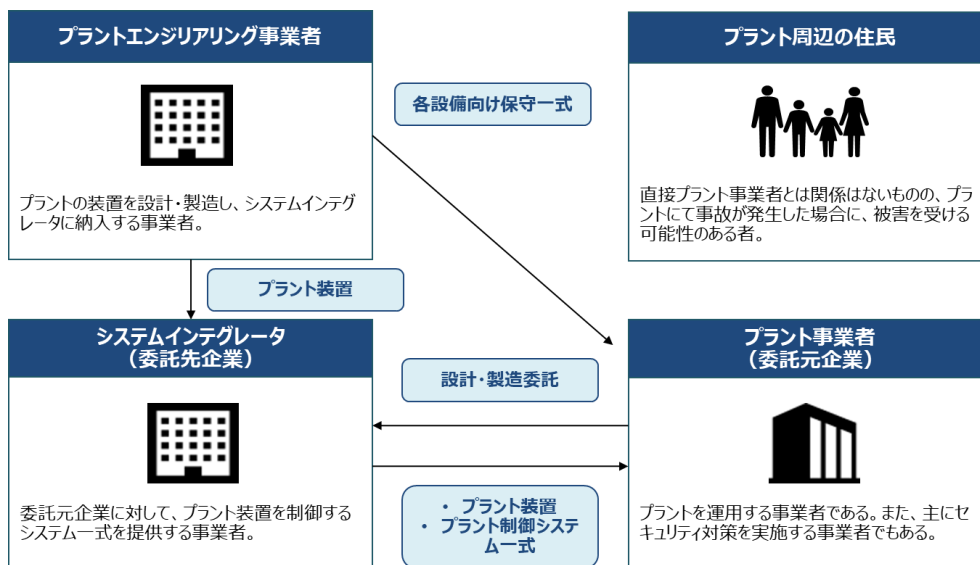 プラントエンジリアリング事業者
プラントの装置を設計・製造し、システムインテグ
レータに納入する事業者。
各設備向け保守一式
プラント周辺の住民
直接プラント事業者とは関係はないものの、プラ
ントにて事故が発生した場合に、被害を受ける
可能性のある者。
プラント装置
システムインテグレータ
（委託先企業）
委託元企業に対して、プラント装置を制御する
システム一式を提供する事業者。
設計・製造委託
・ プラント装置
・ プラント制御システ
ム一式
プラント事業者
（委託元企業）
プラントを運用する事業者である。また、主にセ
キュリティ対策を実施する事業者でもある。